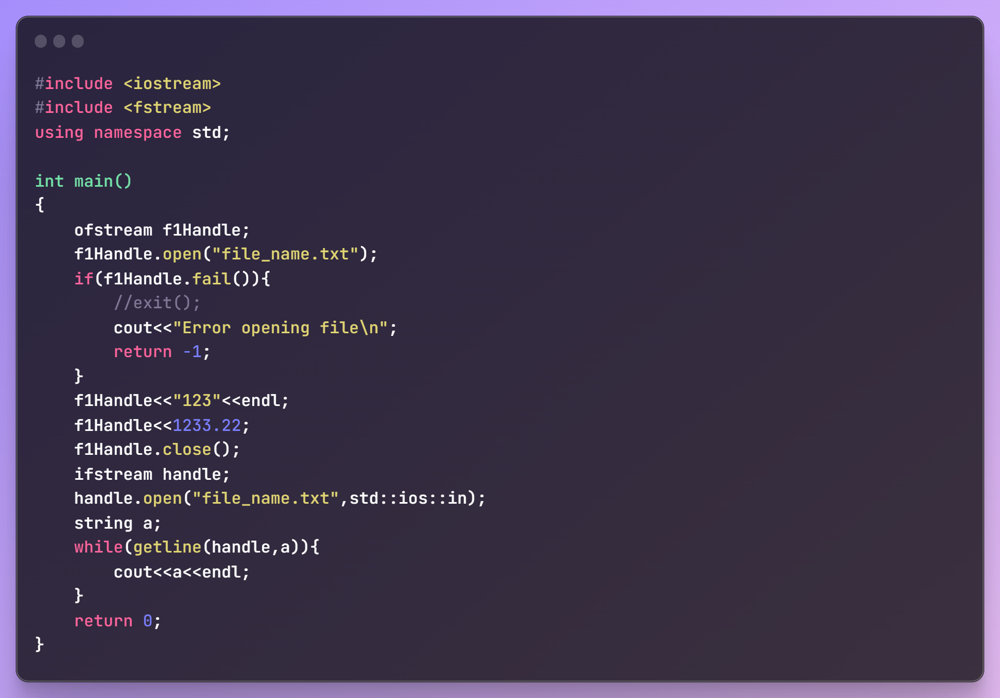 #include <iostream>
#include <fstream>
using namespace std;

int main()
{
    ofstream f1Handle;
    f1Handle.open("file_name.txt");
    if(f1Handle.fail()){
        //exit();
        cout<<"Error opening file\n";
        return -1;
    }
    f1Handle<<"123"<<endl;
    f1Handle<<1233.22;
    f1Handle.close();
    ifstream handle;
    handle.open("file_name.txt",std::ios::in);
    string a;
    while(getline(handle,a)){
        cout<<a<<endl;
    }
    return 0;
}